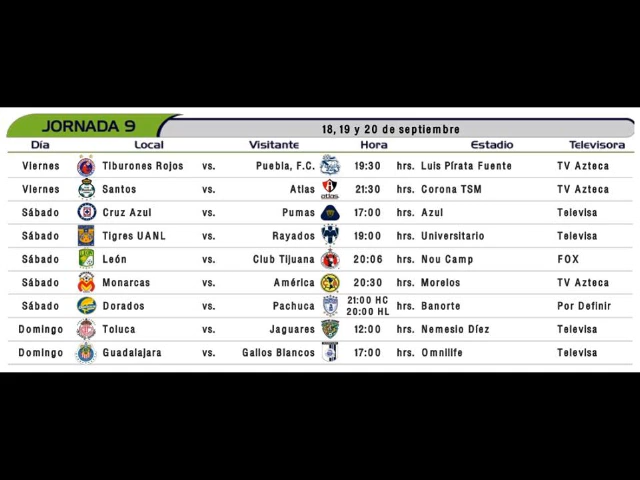 JORNADA 9
18, 19 y 20 de septiembre
Día Local Visitante Hora Estadio Televisora
Viernes Tiburones Rojos vs. Puebla, F.C. 19:30 hrs. Luis Pirata Fuente TV Azteca
Viernes Santos vs. Atlas atlas 21:30 hrs. Corona TSM TV Azteca
Sábado Cruz Azul vs. Pumas 17:00 hrs. Azul Televisa
Sábado Tigres UANL vs. Rayados 19:00 hrs. Universitario Televisa
Sábado León vs. Club Tijuana 20:06 hrs. Nou Camp FOX
Sábado Monarcas vs. América 20:30 hrs. Morelos TV Azteca
Sábado Dorados vs. Pachuca 21:00 HC 20:00 HL hrs. Banorte Por Definir
Domingo Toluca vs. Jaguares 12:00 hrs. Nemesio Díez Televisa
Domingo Guadalajara vs. Gallos Blancos 17:00 hrs. Omnilife Televisa